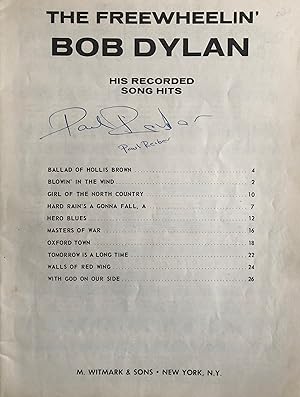 THE FREEWHEELIN'
BOB DYLAN
HIS RECORDED
SONG HITS
Paul Reiber
BALLAD OF HOLLIS BROWN 4
BLOWIN' IN THE WIND 2
GIRL OF THE NORTH COUNTRY 10
HARD RAIN'S A GONNA FALL, A 7
HERO BLUES 12
MASTERS OF WAR 16
OXFORD TOWN 18
TOMORROW IS A LONG TIME 22
WALLS OF RED WING 24
WITH GOD ON OUR SIDE 26
M. WITMARK & SONS • NEW YORK, N.Y.